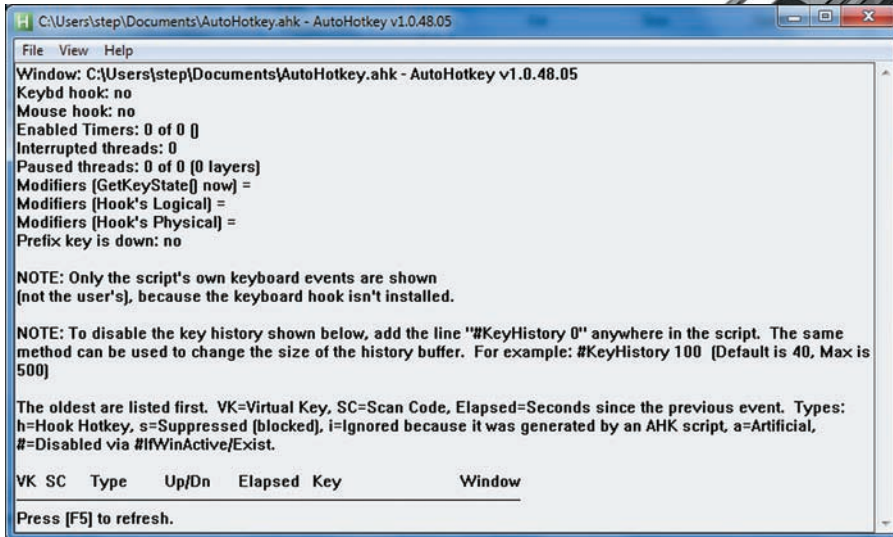 C:\Users\step\Documents\AutoHotkey.ahk - AutoHotkey v1.0.48.05
File View Help
Window: C:\Users\step\Documents\AutoHotkey.ahk - AutoHotkey v1.0.48.05
Keybd hook: no
Mouse hook: no
Enabled Timers: 0 of 0 ()
Interrupted threads: 0
Paused threads: 0 of 0 (0 layers)
Modifiers (GetKeyState() now) =
Modifiers (Hook's Logical) =
Modifiers (Hook's Physical) =
Prefix key is down: no
NOTE: Only the script's own keyboard events are shown
(not the user's), because the keyboard hook isn't installed.
NOTE: To disable the key history shown below, add the line "#KeyHistory 0" anywhere in the script. The same
method can be used to change the size of the history buffer. For example: #KeyHistory 100 (Default is 40, Max is
500)
The oldest are listed first. VK=Virtual Key, SC=Scan Code, Elapsed=Seconds since the previous event. Types:
h=Hook Hotkey, s=Suppressed (blocked), i=Ignored because it was generated by an AHK script, a=Artificial,
#=Disabled via #IfWinActive/Exist.
VK SC Type Up/Dn Elapsed Key Window
Press [F5] to refresh.